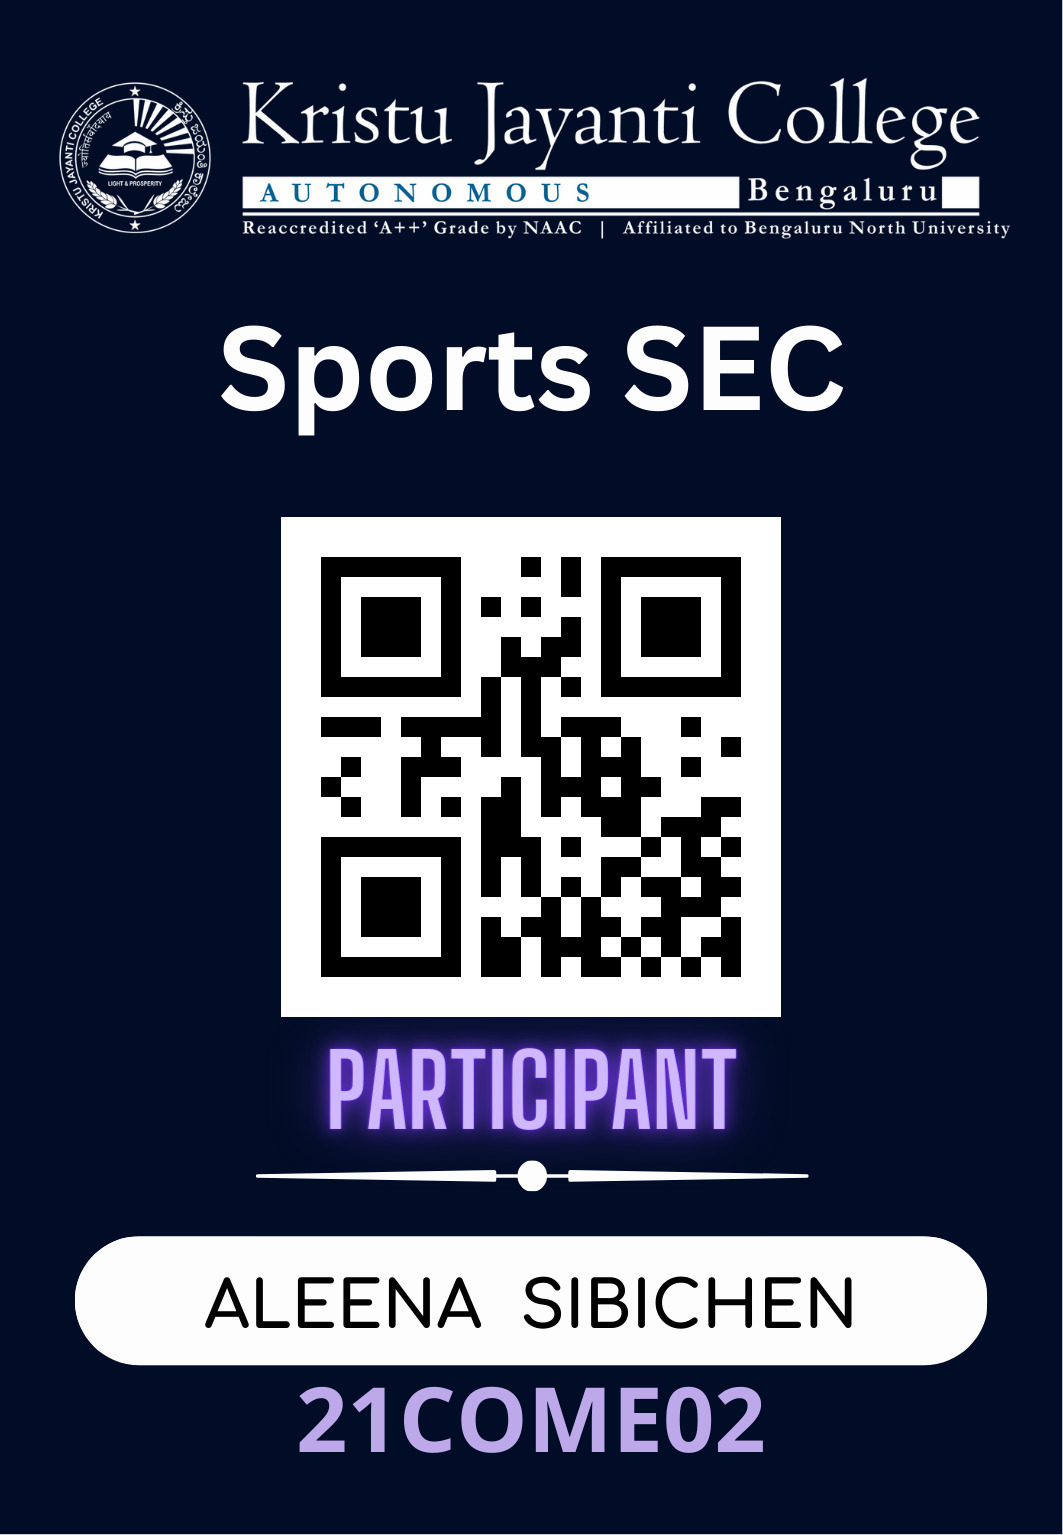 Kristu Jayanti College
AUTONOMOUS Bengaluru
Reaccredited ‘A++’ Grade by NAAC | Affiliated to Bengaluru North University
KRISTU JAYANTI COLLEGE
ಕ್ರಿಸ್ತು ಜಯಂತಿ ಕಾಲೇಜು
LIGHT & PROSPERITY
Sports SEC
PARTICIPANT
ALEENA SIBICHEN
21COME02